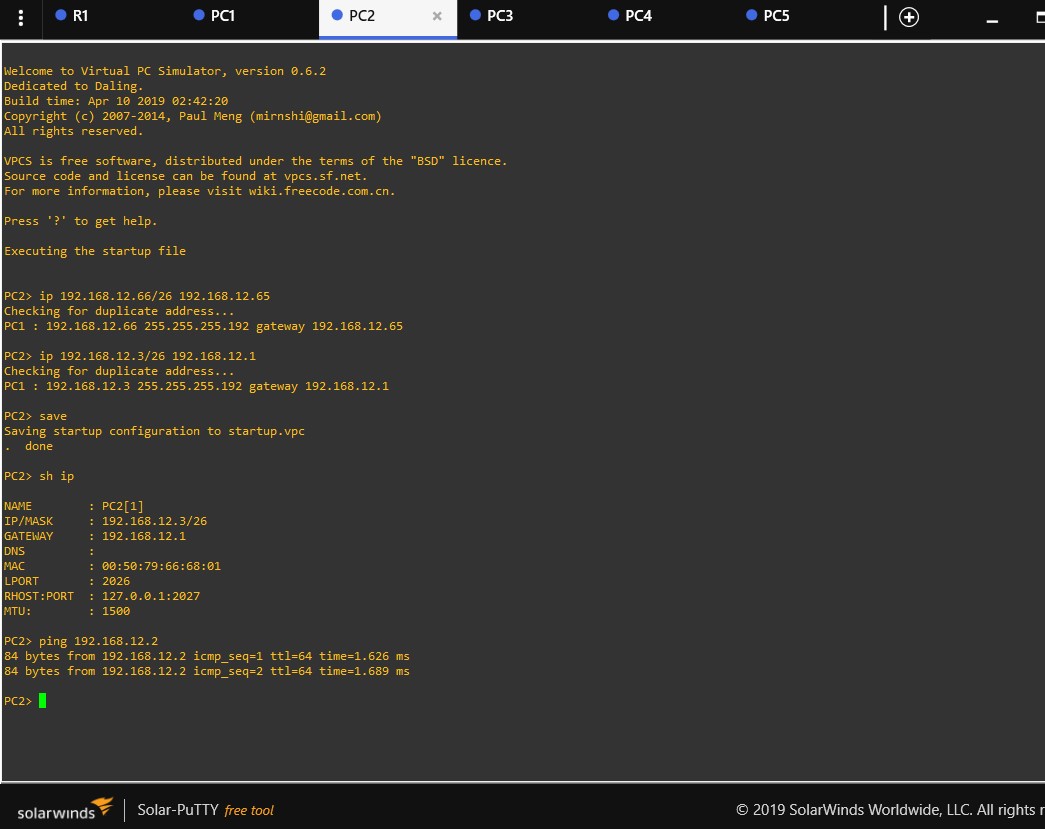 R1 PC1 PC2 PC3 PC4 PC5
Welcome to Virtual PC Simulator, version 0.6.2
Dedicated to Daling.
Build time: Apr 10 2019 02:42:20
Copyright (c) 2007-2014, Paul Meng (mirnshi@gmail.com)
All rights reserved.
VPCS is free software, distributed under the terms of the "BSD" licence.
Source code and license can be found at vpcs.sf.net.
For more information, please visit wiki.freecode.com.cn.
Press '?' to get help.
Executing the startup file
PC2> ip 192.168.12.66/26 192.168.12.65
Checking for duplicate address...
PC1 : 192.168.12.66 255.255.255.192 gateway 192.168.12.65
PC2> ip 192.168.12.3/26 192.168.12.1
Checking for duplicate address...
PC1 : 192.168.12.3 255.255.255.192 gateway 192.168.12.1
PC2> save
Saving startup configuration to startup.vpc
.  done
PC2> sh ip
NAME        : PC2[1]
IP/MASK     : 192.168.12.3/26
GATEWAY     : 192.168.12.1
DNS         :
MAC         : 00:50:79:66:68:01
LPORT       : 2026
RHOST:PORT  : 127.0.0.1:2027
MTU:        : 1500
PC2> ping 192.168.12.2
84 bytes from 192.168.12.2 icmp_seq=1 ttl=64 time=1.626 ms
84 bytes from 192.168.12.2 icmp_seq=2 ttl=64 time=1.689 ms
PC2>
solarwinds Solar-PuTTY free tool © 2019 SolarWinds Worldwide, LLC. All rights r